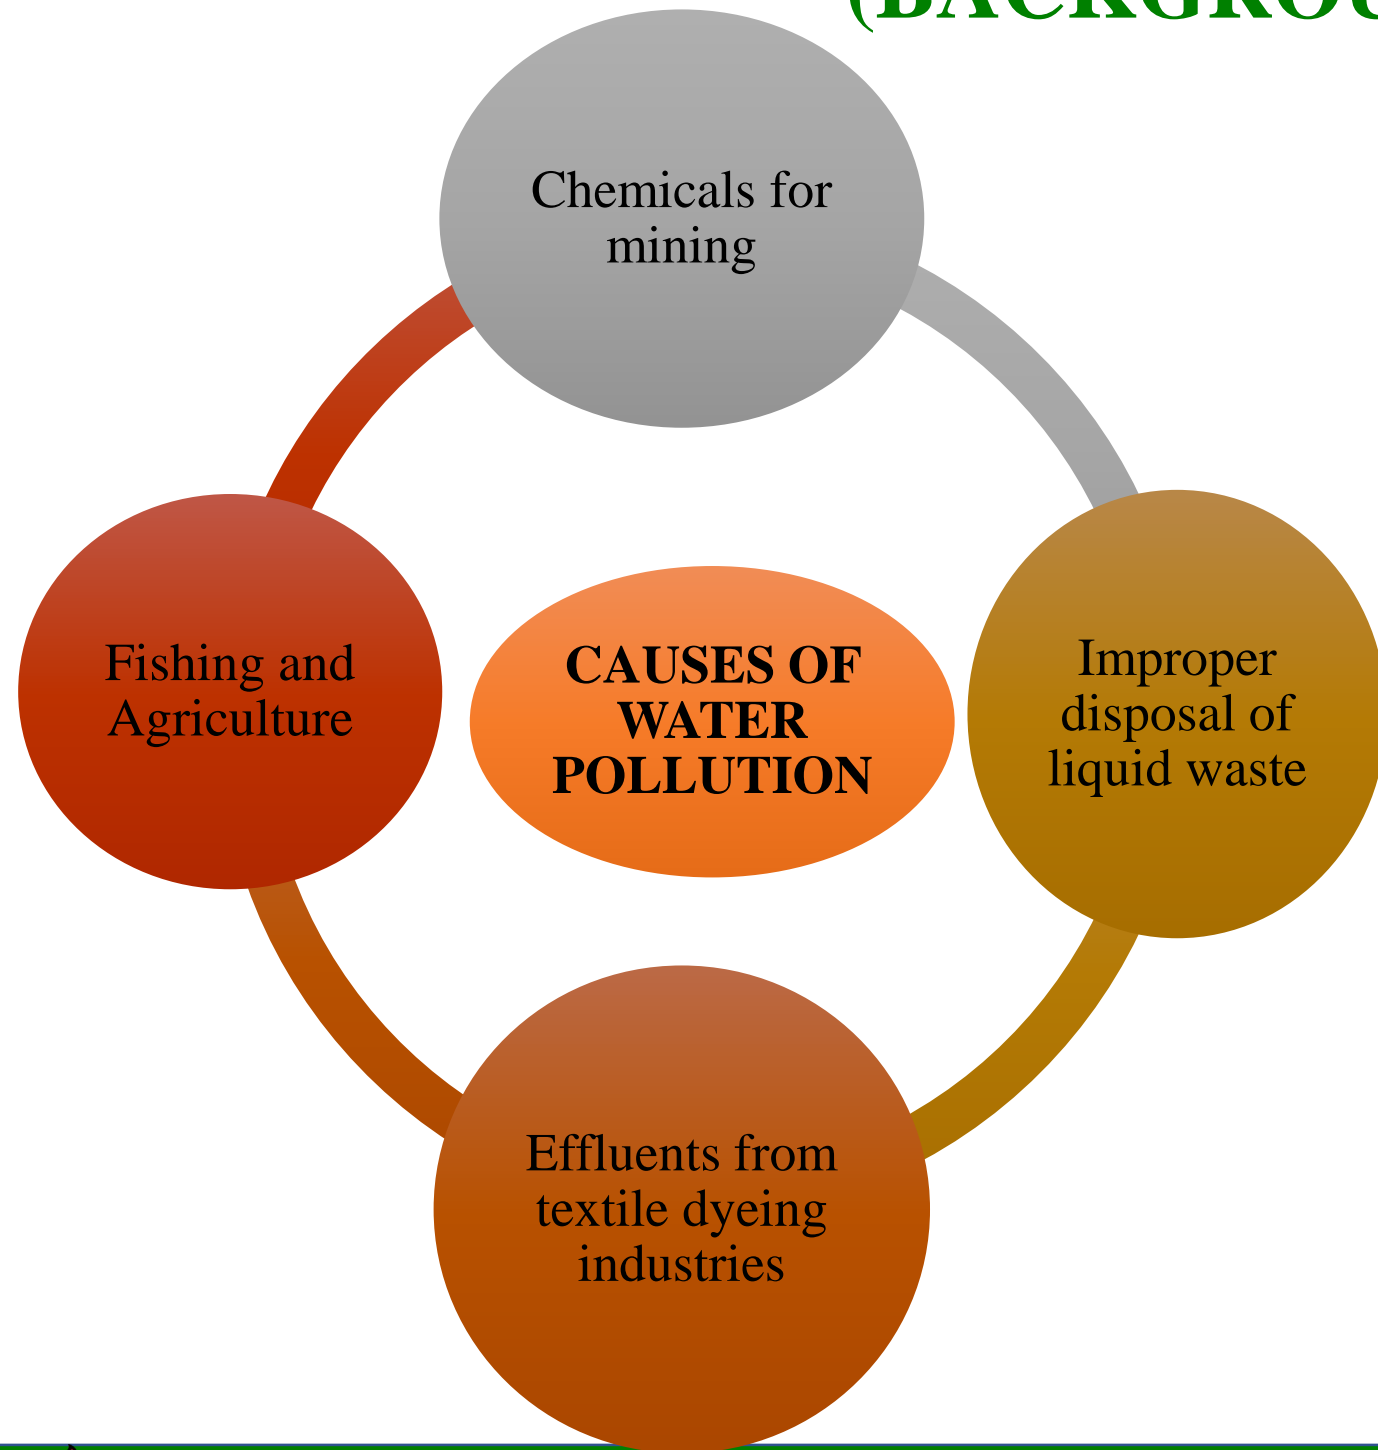 Chemicals for
mining
Fishing and
Agriculture
CAUSES OF
WATER
POLLUTION
Improper
disposal of
liquid waste
Effluents from
textile dyeing
industries